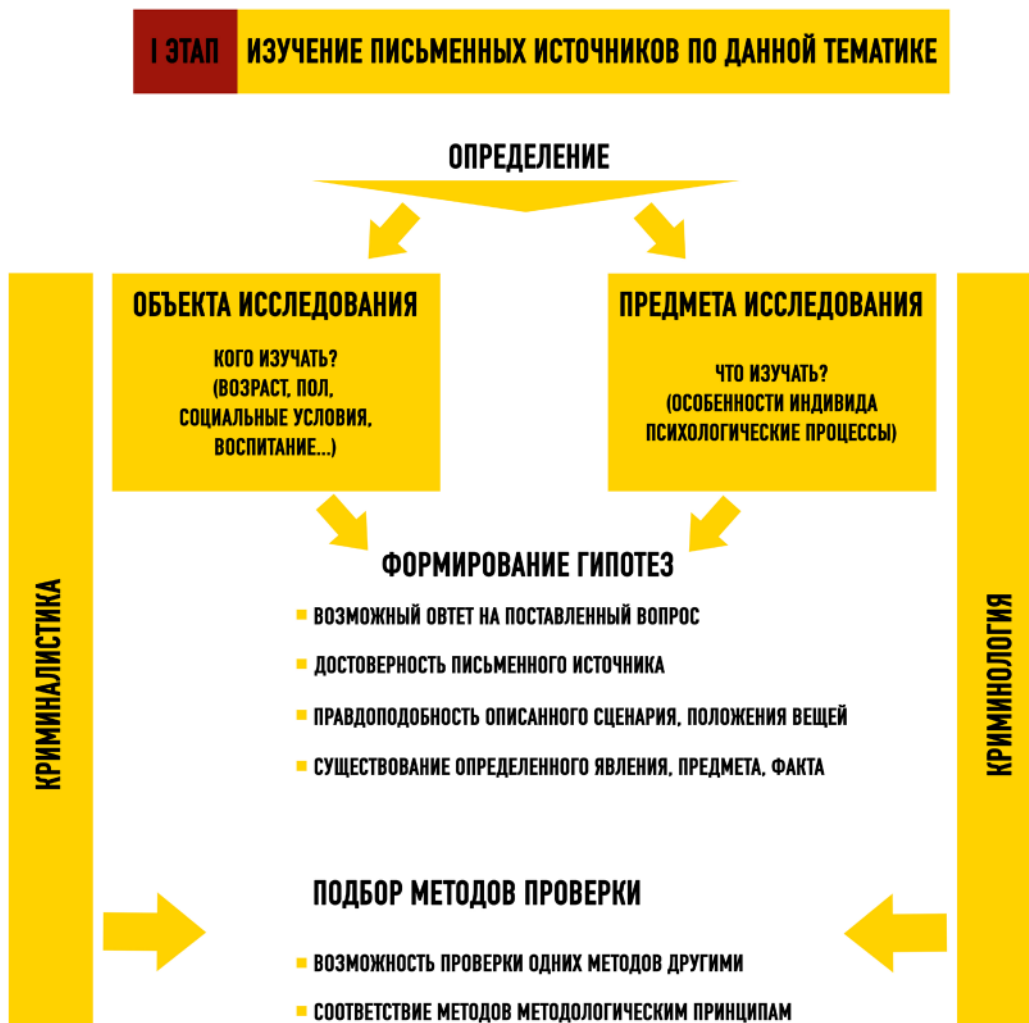 I ЭТАП ИЗУЧЕНИЕ ПИСЬМЕННЫХ ИСТОЧНИКОВ ПО ДАННОЙ ТЕМАТИКЕ
ОПРЕДЕЛЕНИЕ
ОБЪЕКТА ИССЛЕДОВАНИЯ
КОГО ИЗУЧАТЬ?
(ВОЗРАСТ, ПОЛ,
СОЦИАЛЬНЫЕ УСЛОВИЯ,
ВОСПИТАНИЕ...)
ПРЕДМЕТА ИССЛЕДОВАНИЯ
ЧТО ИЗУЧАТЬ?
(ОСОБЕННОСТИ ИНДИВИДА
ПСИХОЛОГИЧЕСКИЕ ПРОЦЕССЫ)
КРИМИНАЛИСТИКА
ФОРМИРОВАНИЕ ГИПОТЕЗ
ВОЗМОЖНЫЙ ОВТЕТ НА ПОСТАВЛЕННЫЙ ВОПРОС
ДОСТОВЕРНОСТЬ ПИСЬМЕННОГО ИСТОЧНИКА
ПРАВДОПОДОБНОСТЬ ОПИСАННОГО СЦЕНАРИЯ, ПОЛОЖЕНИЯ ВЕЩЕЙ
СУЩЕСТВОВАНИЕ ОПРЕДЕЛЕННОГО ЯВЛЕНИЯ, ПРЕДМЕТА, ФАКТА
КРИМИНОЛОГИЯ
ПОДБОР МЕТОДОВ ПРОВЕРКИ
ВОЗМОЖНОСТЬ ПРОВЕРКИ ОДНИХ МЕТОДОВ ДРУГИМИ
СООТВЕТСТВИЕ МЕТОДОВ МЕТОДОЛОГИЧЕСКИМ ПРИНЦИПАМ